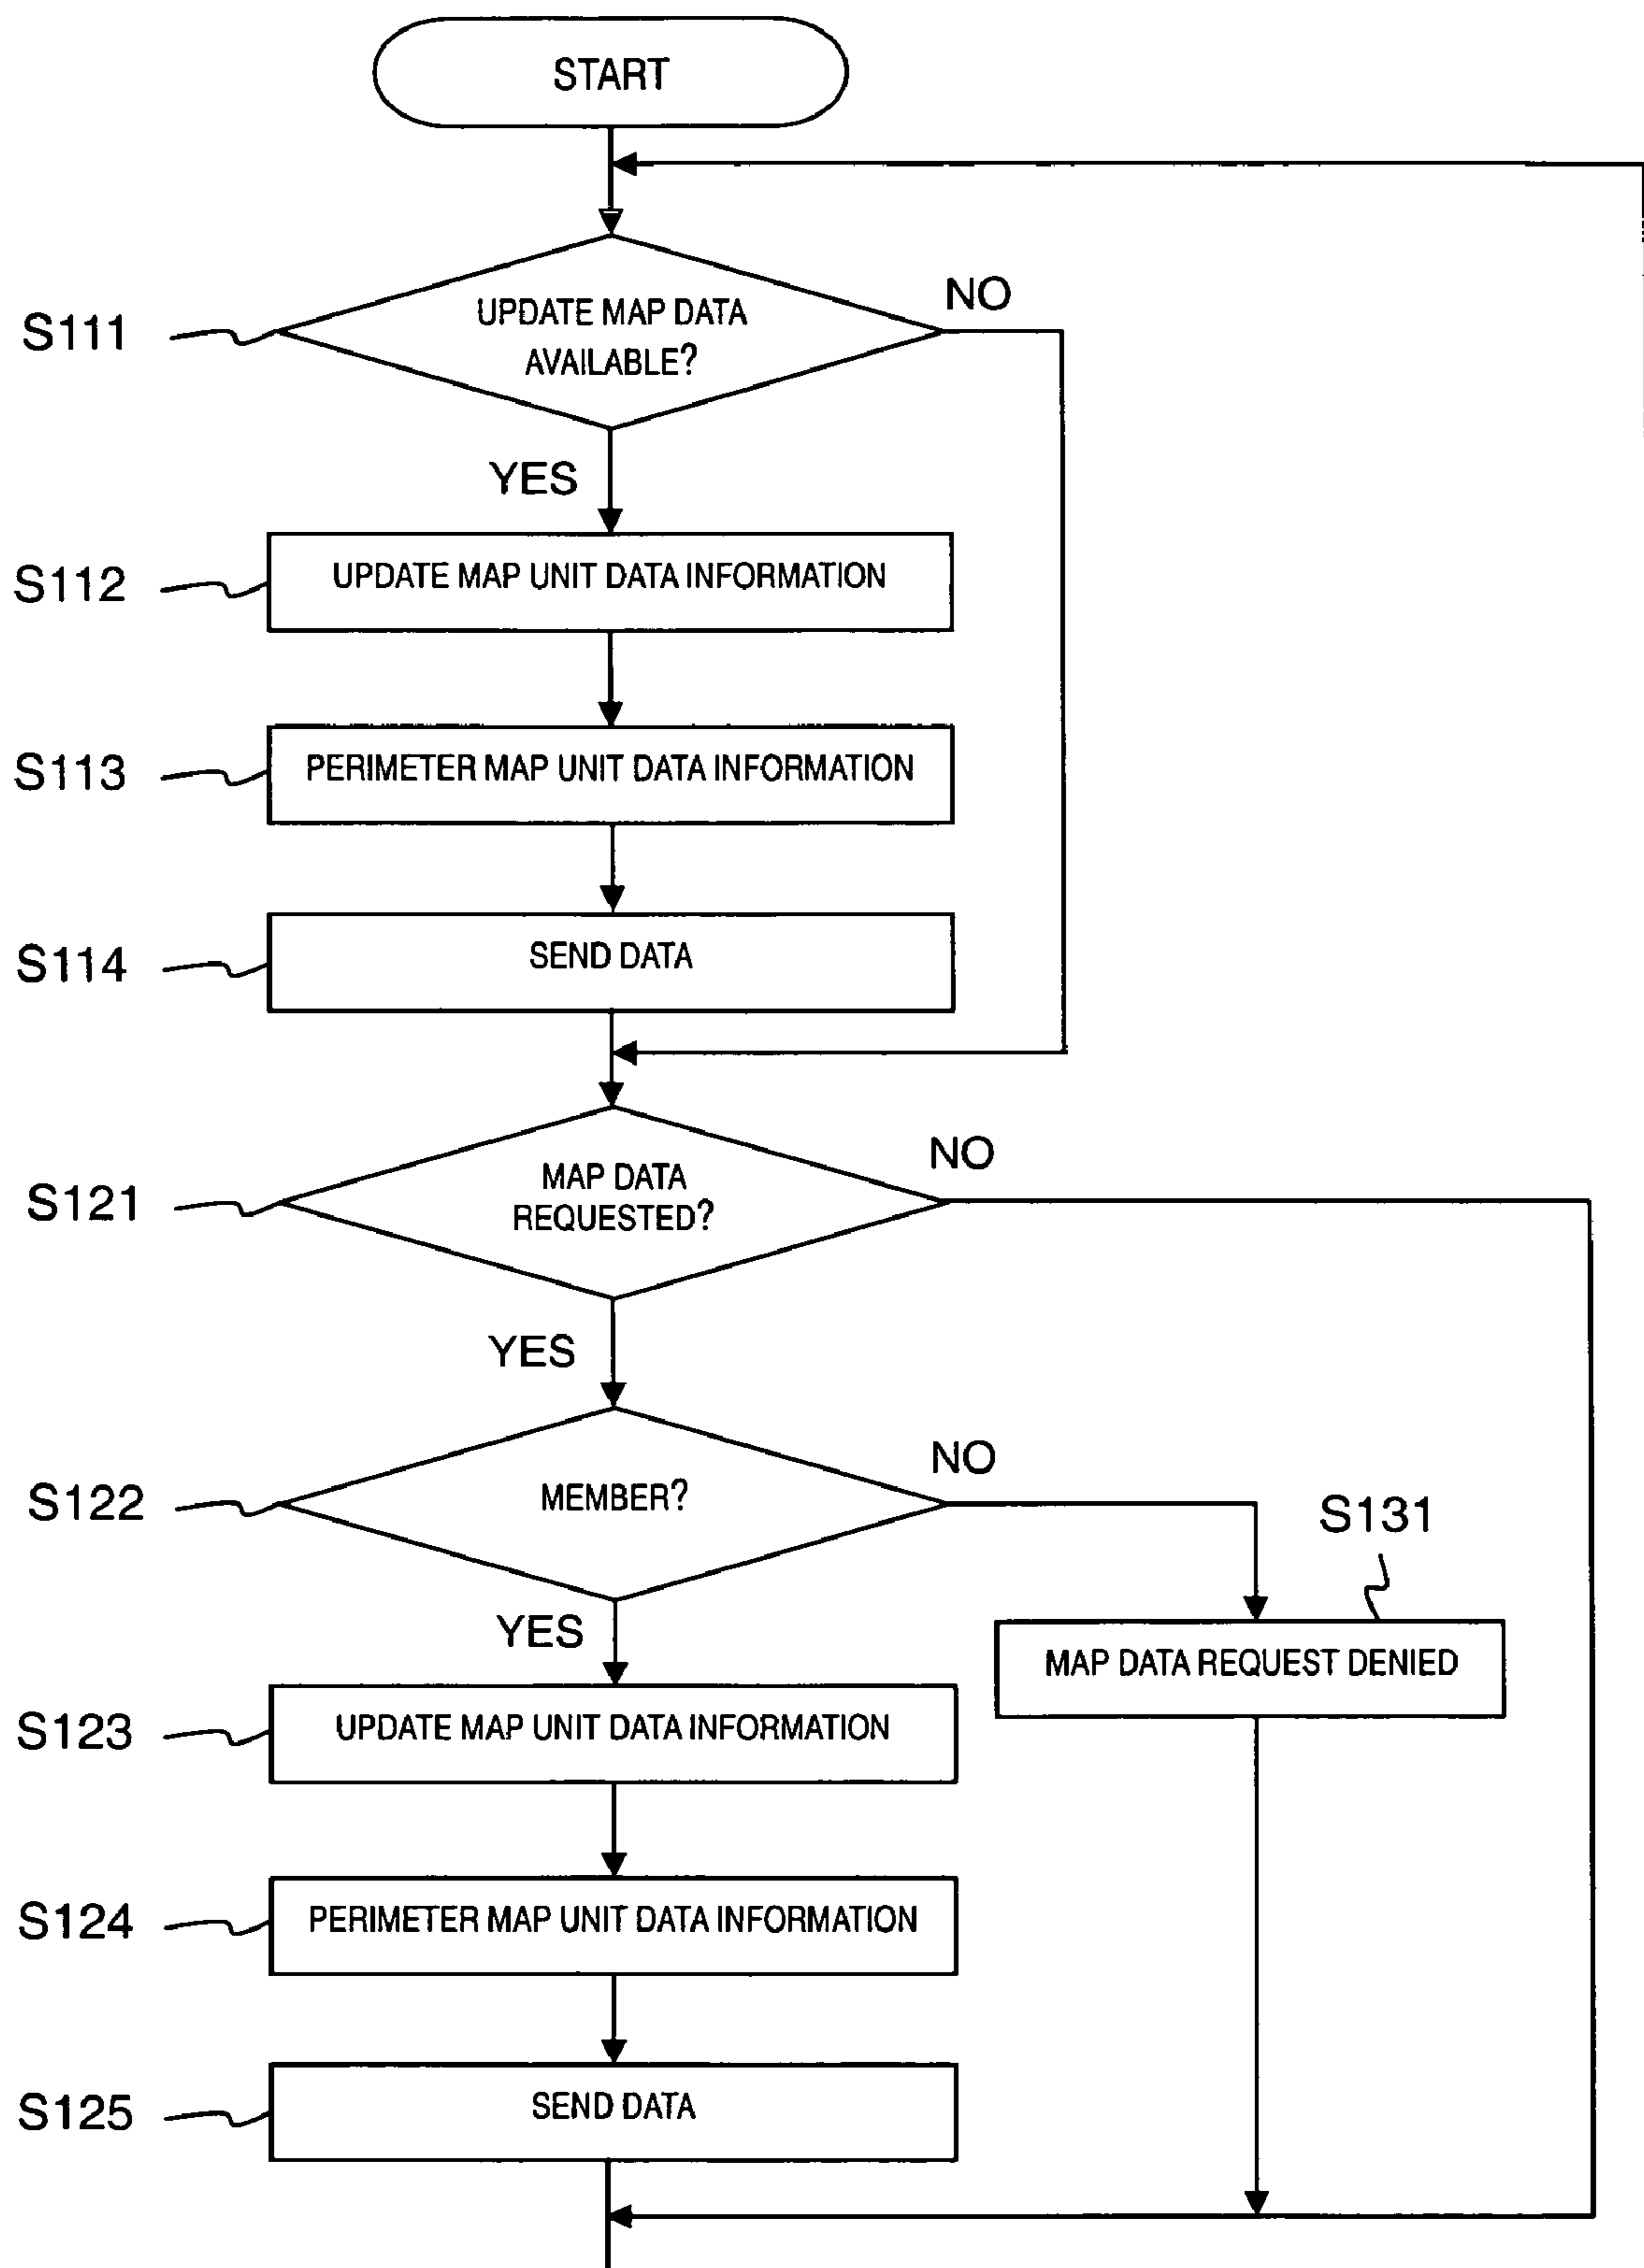 START
S111
UPDATE MAP DATA
AVAILABLE?
NO
YES
S112
UPDATE MAP UNIT DATA INFORMATION
S113
PERIMETER MAP UNIT DATA INFORMATION
S114
SEND DATA
S121
MAP DATA
REQUESTED?
NO
YES
S122
MEMBER?
NO
S131
MAP DATA REQUEST DENIED
YES
S123
UPDATE MAP UNIT DATA INFORMATION
S124
PERIMETER MAP UNIT DATA INFORMATION
S125
SEND DATA